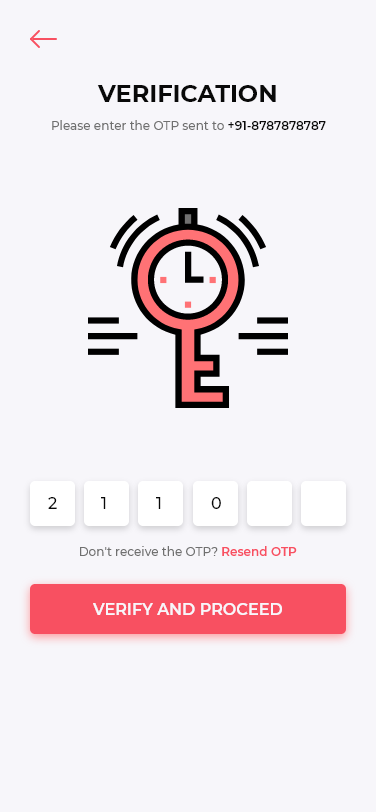 VERIFICATION
Please enter the OTP sent to +91-8787878787
2 1 1 0
Don't receive the OTP? Resend OTP
VERIFY AND PROCEED